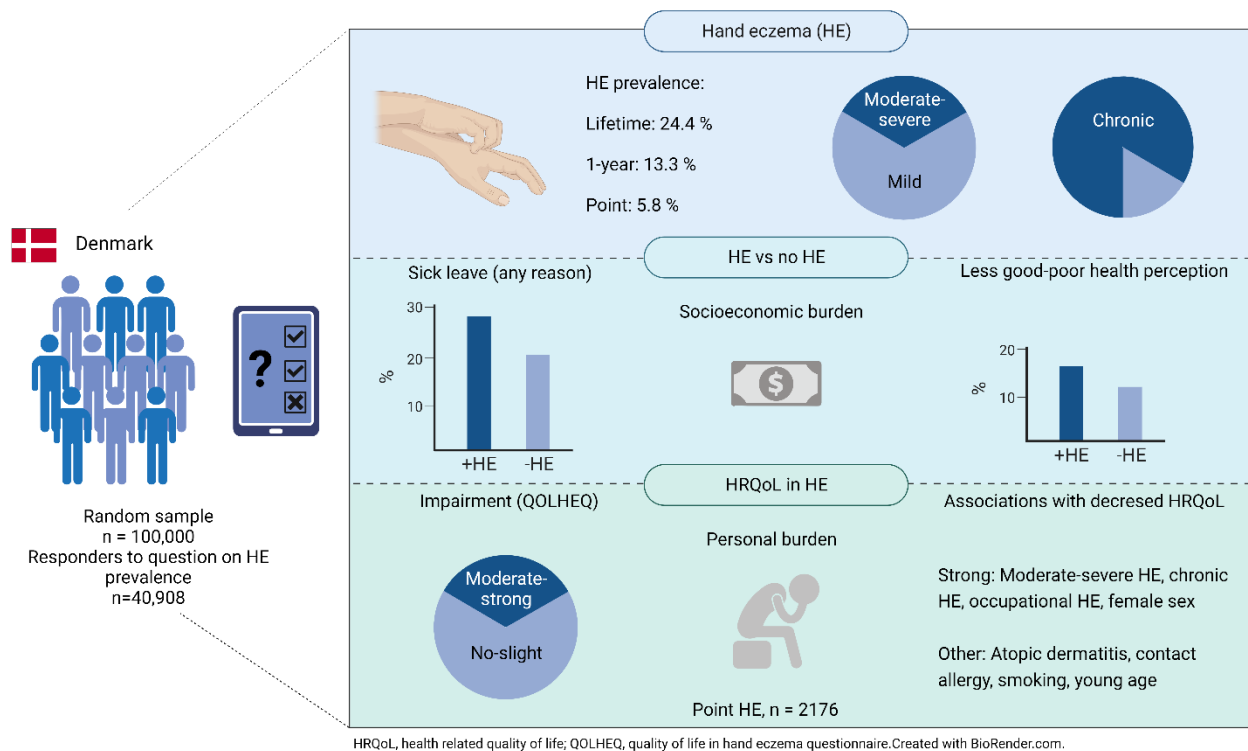 Hand eczema (HE)
HE prevalence:
Lifetime: 24.4 %
1-year: 13.3 %
Point: 5.8 %
Moderate-
severe
Mild
Chronic
Denmark
?
Random sample
n = 100,000
Responders to question on HE
prevalence
n=40,908
HE vs no HE
Sick leave (any reason)
30
20
10
%
+HE
-HE
Socioeconomic burden
$
Less good-poor health perception
20
10
%
+HE
-HE
HRQoL in HE
Impairment (QOLHEQ)
Moderate-
strong
No-slight
Personal burden
Point HE, n = 2176
Associations with decresed HRQoL
Strong: Moderate-severe HE, chronic
HE, occupational HE, female sex
Other: Atopic dermatitis, contact
allergy, smoking, young age
HRQoL, health related quality of life; QOLHEQ, quality of life in hand eczema questionnaire.Created with BioRender.com.